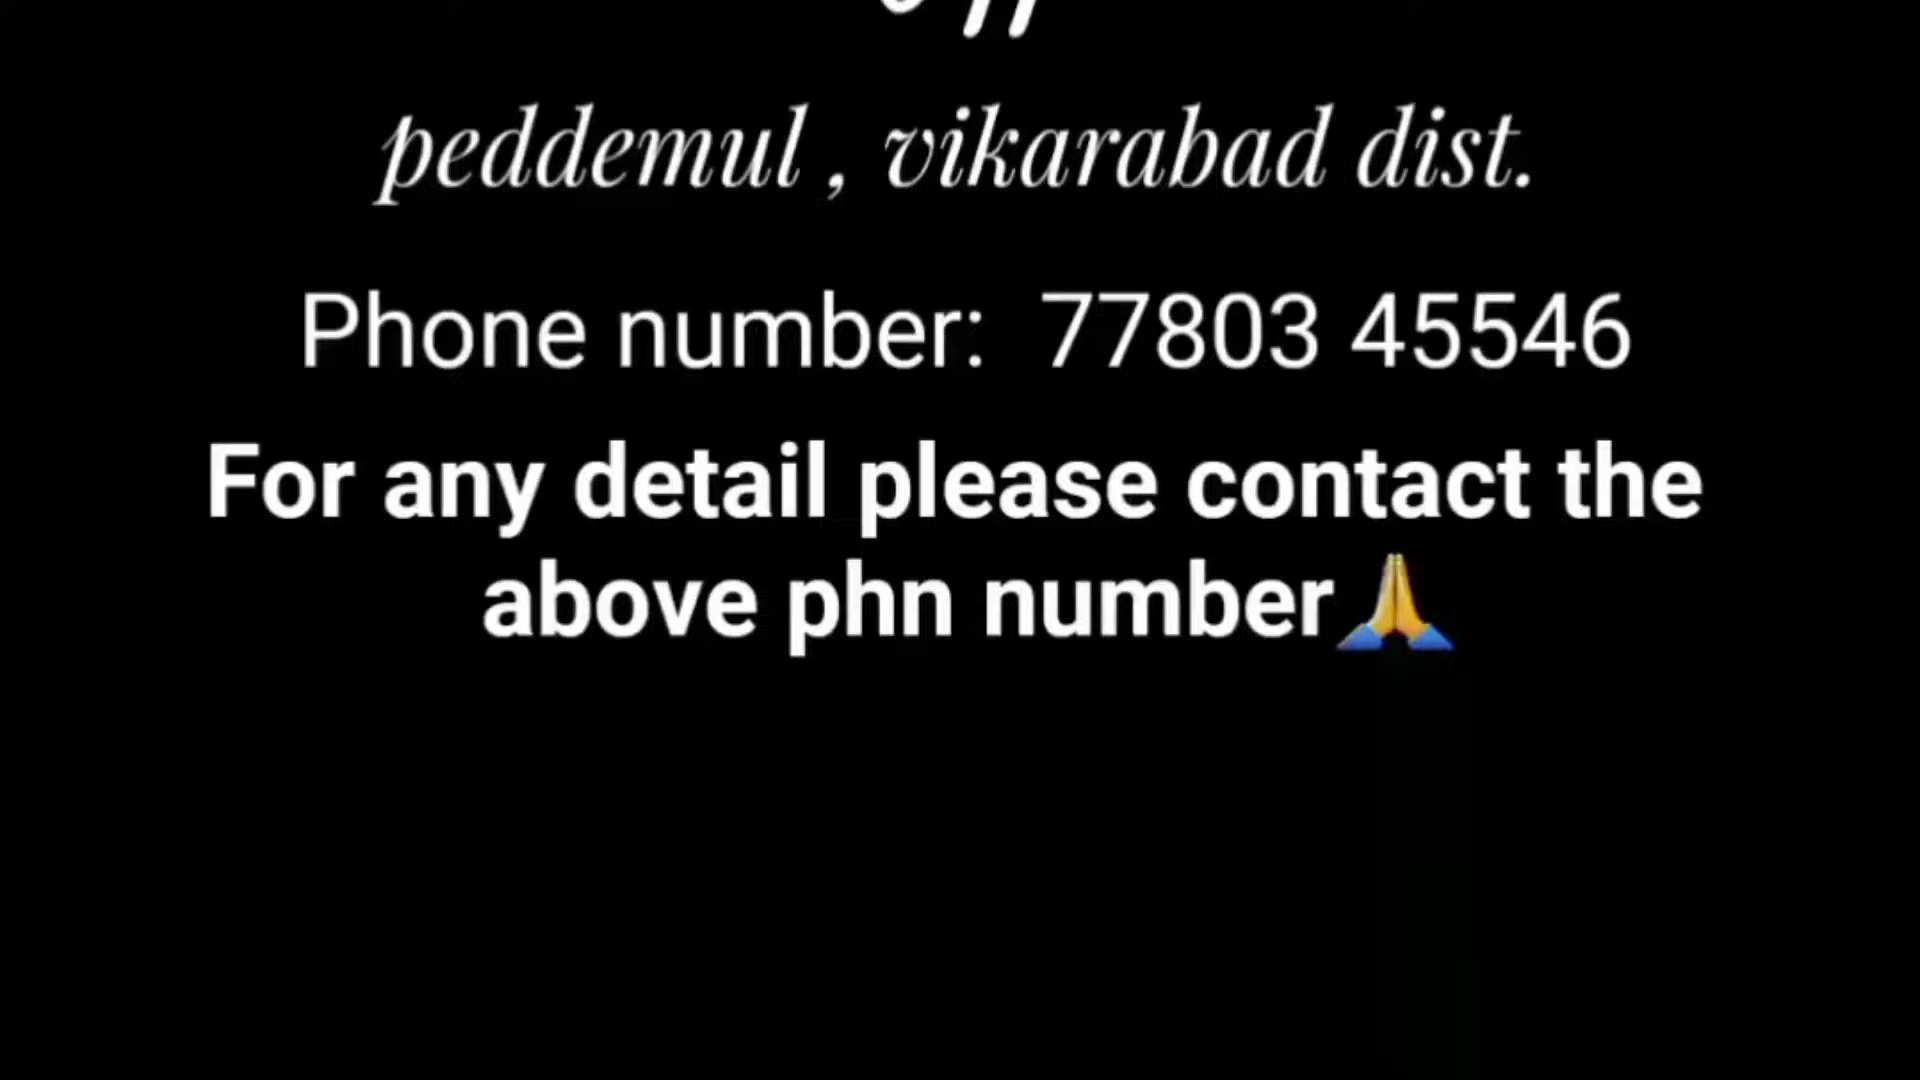 peddemul , vikarabad dist.
Phone number: 77803 45546
For any detail please contact the
above phn number🙏